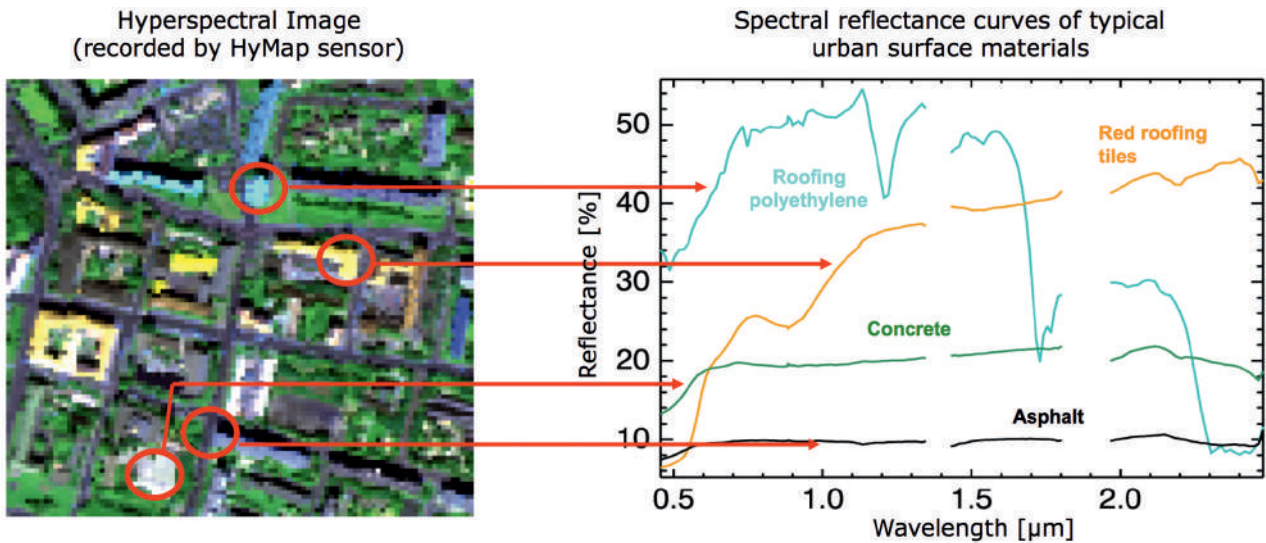 Hyperspectral Image
(recorded by HyMap sensor)
Spectral reflectance curves of typical
urban surface materials
Reflectance [%]
50
40
30
20
10
Roofing
polyethylene
Red roofing
tiles
Concrete
Asphalt
0.5
1.0
1.5
2.0
Wavelength [µm]